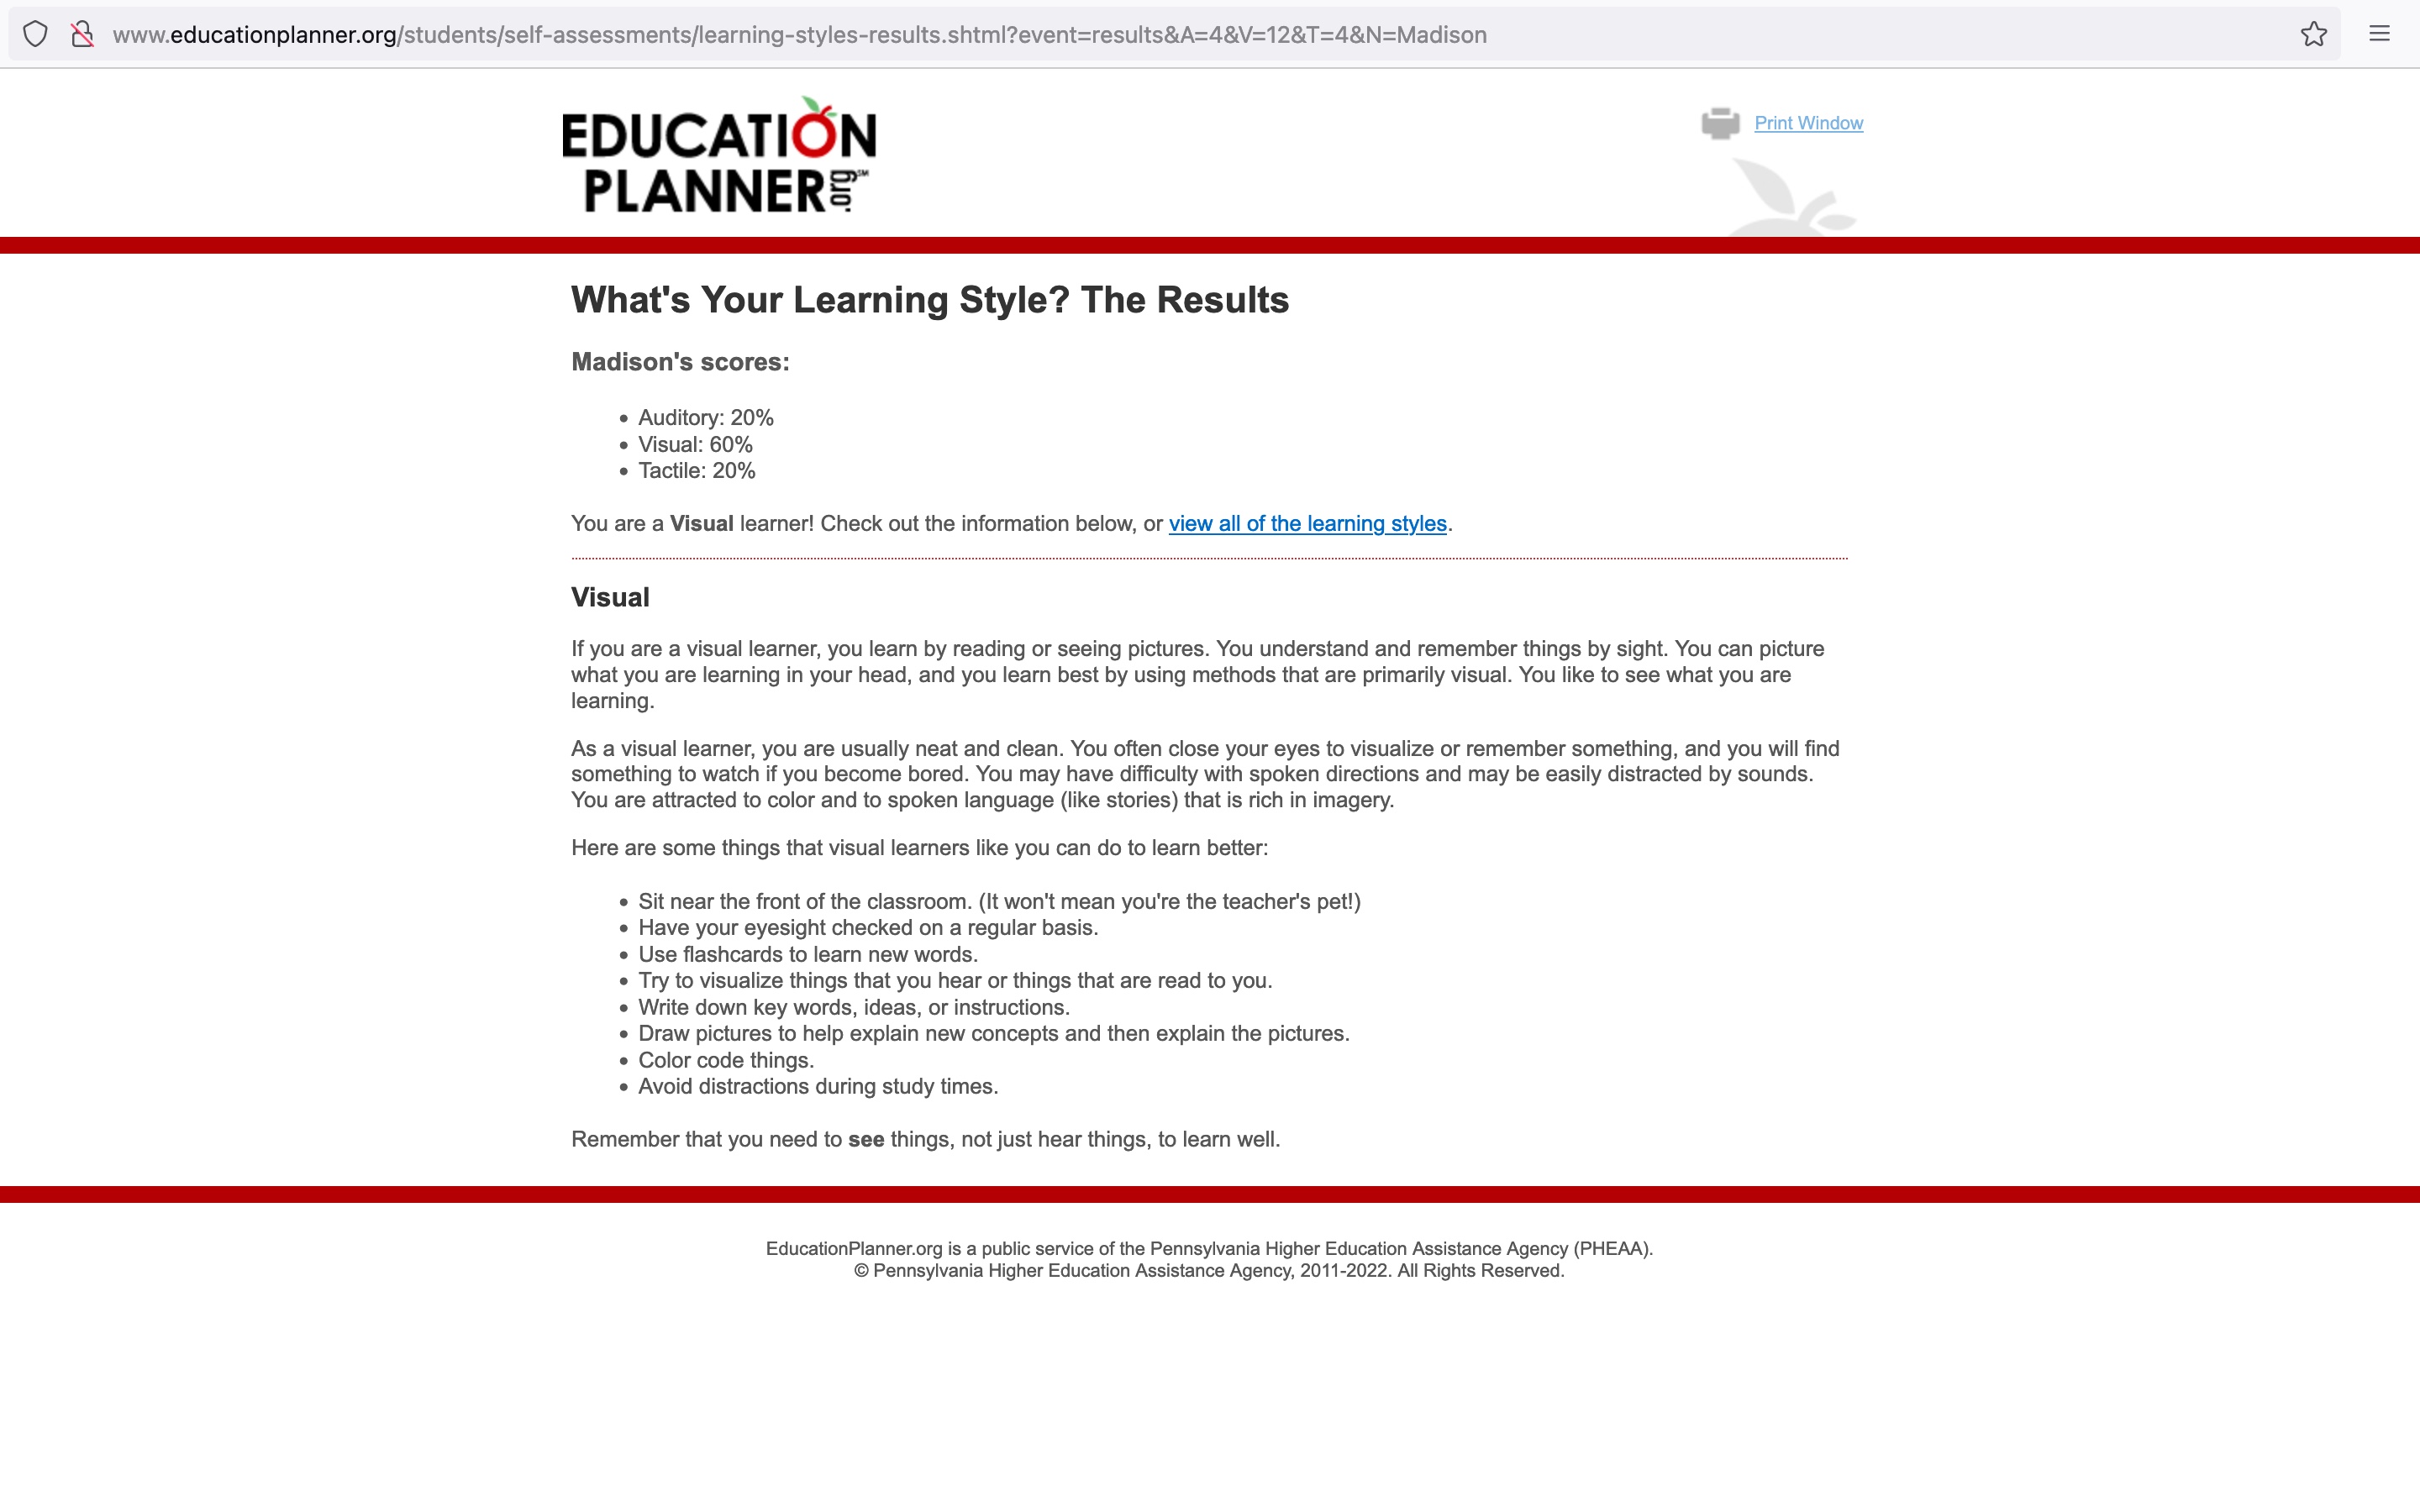 www.educationplanner.org/students/self-assessments/learning-styles-results.shtml?event=results&A=4&V=12&T=4&N=Madison
EDUCATION
PLANNER.org SM
Print Window
What's Your Learning Style? The Results
Madison's scores:
• Auditory: 20%
• Visual: 60%
• Tactile: 20%
You are a Visual learner! Check out the information below, or view all of the learning styles.
Visual
If you are a visual learner, you learn by reading or seeing pictures. You understand and remember things by sight. You can picture
what you are learning in your head, and you learn best by using methods that are primarily visual. You like to see what you are
learning.
As a visual learner, you are usually neat and clean. You often close your eyes to visualize or remember something, and you will find
something to watch if you become bored. You may have difficulty with spoken directions and may be easily distracted by sounds.
You are attracted to color and to spoken language (like stories) that is rich in imagery.
Here are some things that visual learners like you can do to learn better:
• Sit near the front of the classroom. (It won't mean you're the teacher's pet!)
• Have your eyesight checked on a regular basis.
• Use flashcards to learn new words.
• Try to visualize things that you hear or things that are read to you.
• Write down key words, ideas, or instructions.
• Draw pictures to help explain new concepts and then explain the pictures.
• Color code things.
• Avoid distractions during study times.
Remember that you need to see things, not just hear things, to learn well.
EducationPlanner.org is a public service of the Pennsylvania Higher Education Assistance Agency (PHEAA).
© Pennsylvania Higher Education Assistance Agency, 2011-2022. All Rights Reserved.